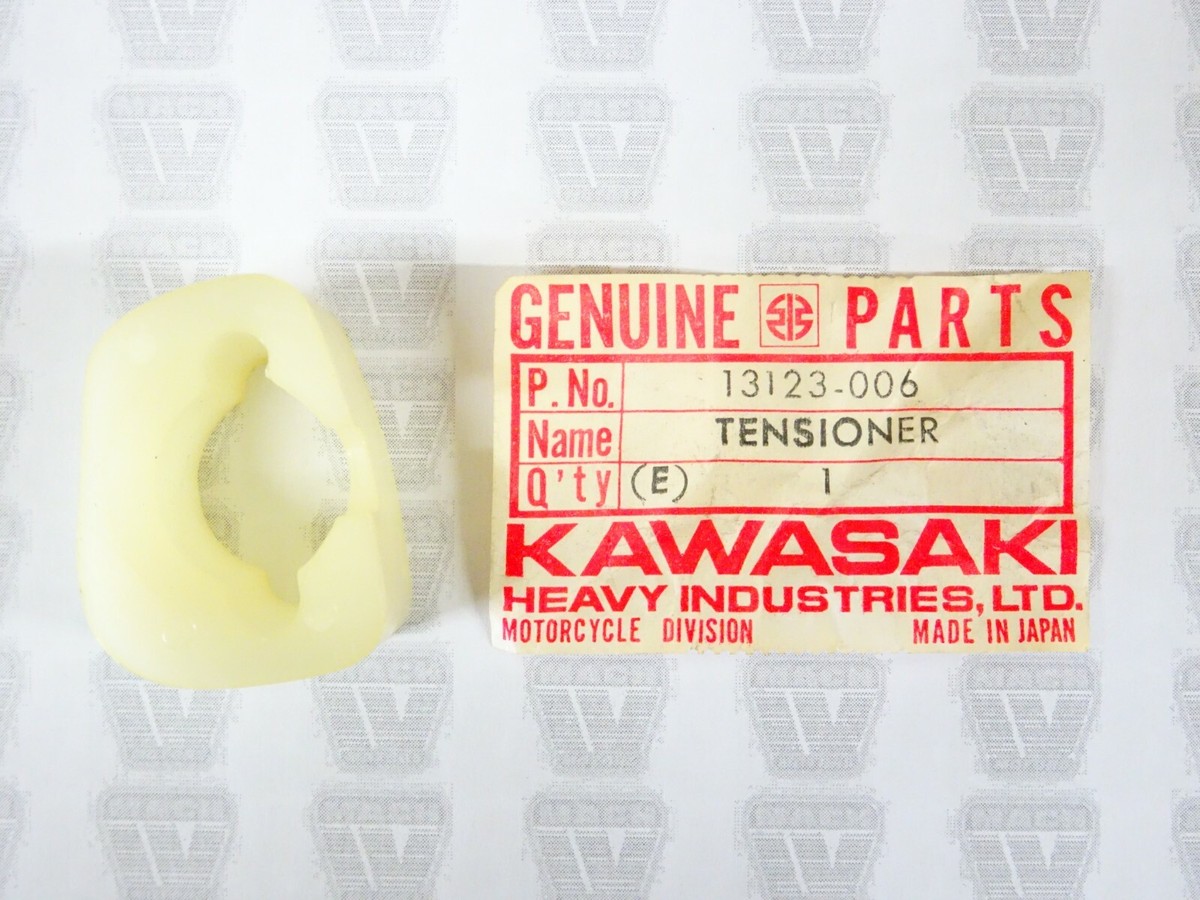 GENUINE PARTS
P. No. 13123-006
Name TENSIONER
Q'ty (E) 1
KAWASAKI
HEAVY INDUSTRIES, LTD.
MOTORCYCLE DIVISION MADE IN JAPAN